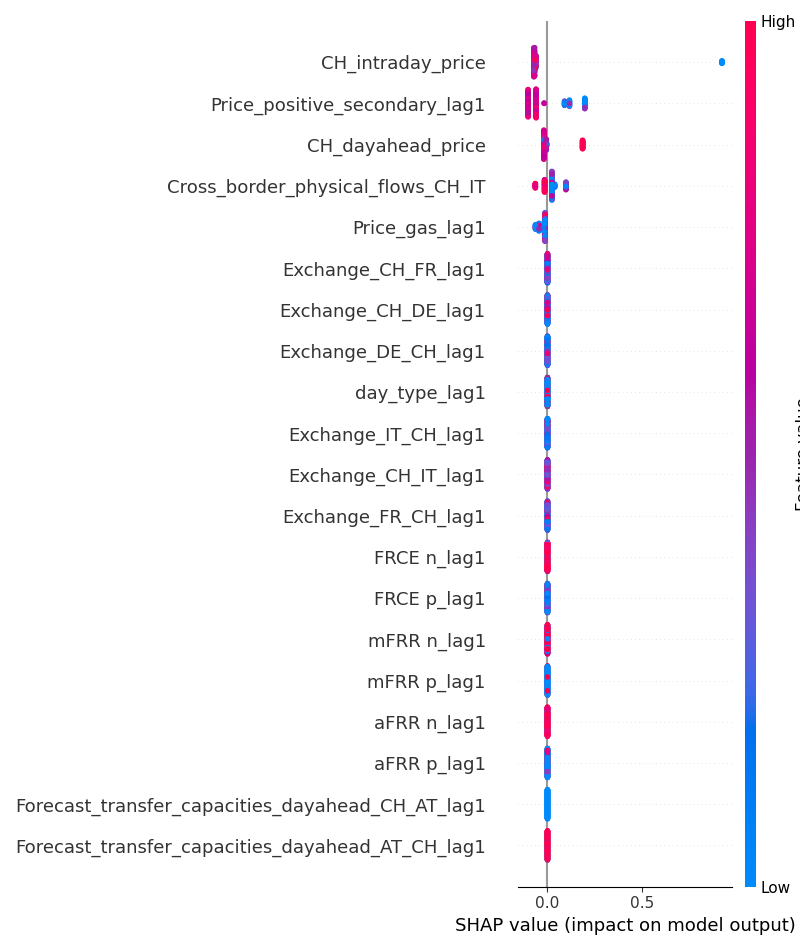 High
CH_intraday_price
Price_positive_secondary_lag1
CH_dayahead_price
Cross_border_physical_flows_CH_IT
Price_gas_lag1
Exchange_CH_FR_lag1
Exchange_CH_DE_lag1
Exchange_DE_CH_lag1
day_type_lag1
Exchange_IT_CH_lag1
Exchange_CH_IT_lag1
Exchange_FR_CH_lag1
FRCE n_lag1
FRCE p_lag1
mFRR n_lag1
mFRR p_lag1
aFRR n_lag1
aFRR p_lag1
Forecast_transfer_capacities_dayahead_CH_AT_lag1
Forecast_transfer_capacities_dayahead_AT_CH_lag1
Low
0.0 0.5
SHAP value (impact on model output)
Feature value